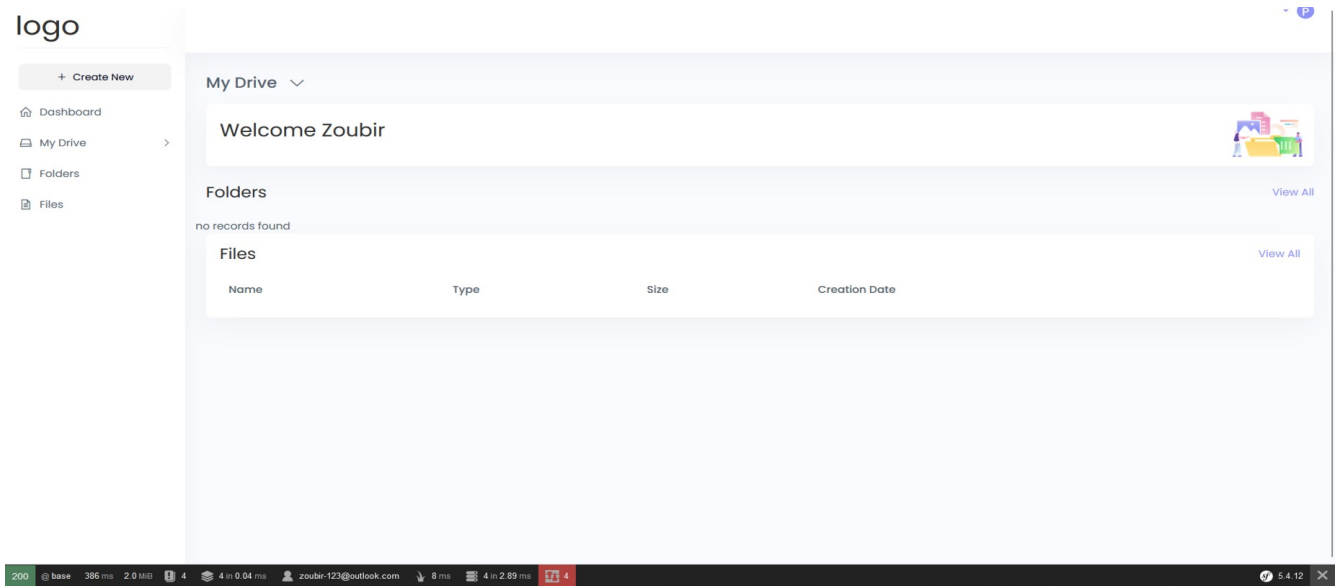 logo
P
+ Create New
My Drive
Dashboard
Welcome Zoubir
My Drive
Folders
Folders View All
Files
no records found
Files View All
Name Type Size Creation Date
200 @ base 386 ms 2.0 MiB 4 4 in 0.04 ms zoubir-123@outlook.com 8 ms 4 in 2.89 ms 4 sf 5.4.12